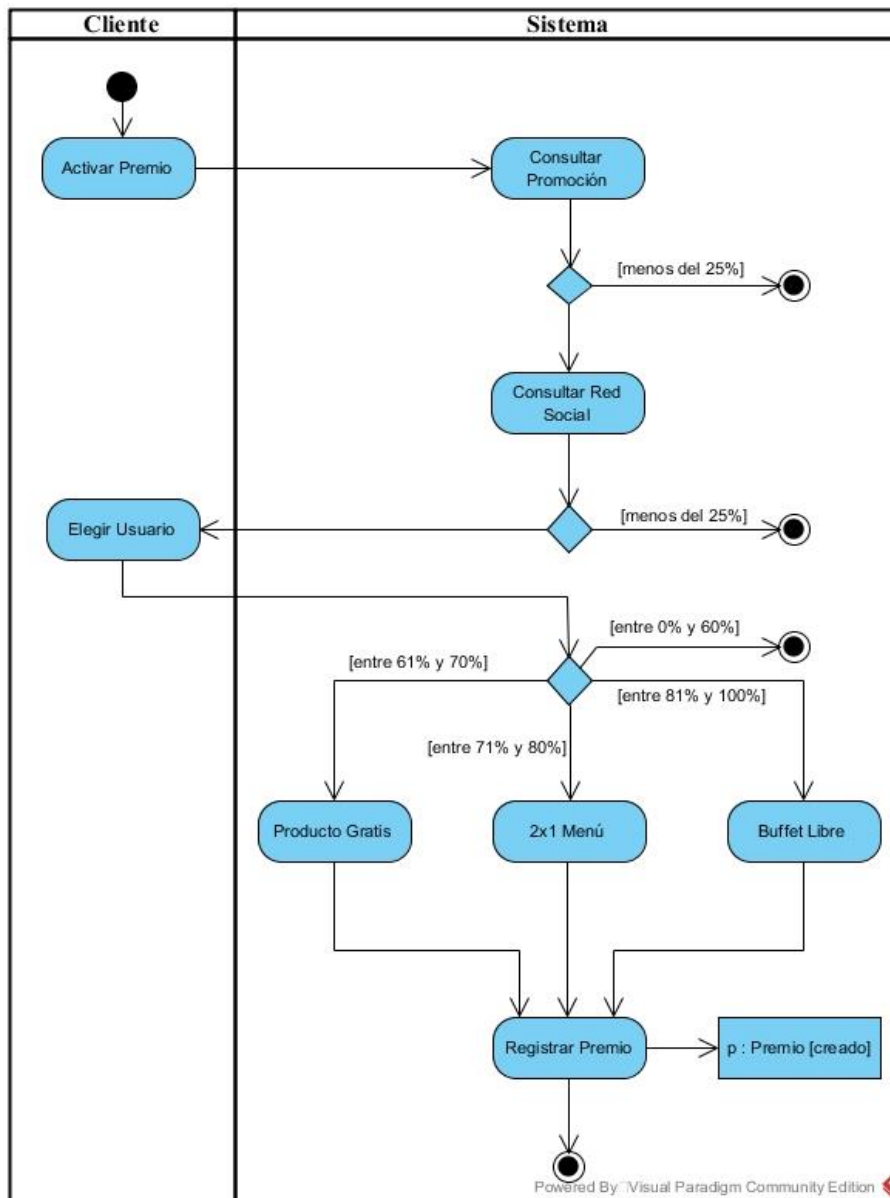 Cliente
Sistema
Activar Premio
Consultar
Promoción
[menos del 25%]
Consultar Red
Social
Elegir Usuario
[menos del 25%]
[entre 0% y 60%]
[entre 61% y 70%]
[entre 81% y 100%]
[entre 71% y 80%]
Producto Gratis
2x1 Menú
Buffet Libre
Registrar Premio
p : Premio [creado]
Powered By Visual Paradigm Community Edition